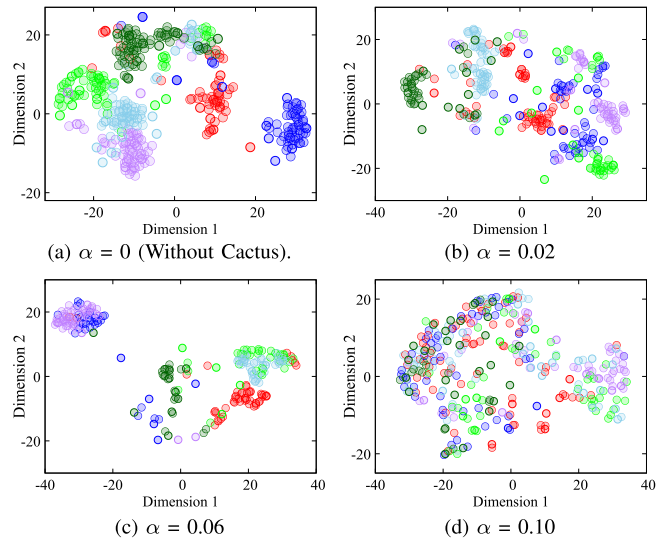 20
10
0
-20
Dimension 2
-20 0 20
Dimension 1
(a) α = 0 (Without Cactus).
20
0
-20
Dimension 2
-40 -20 0 20 40
Dimension 1
(b) α = 0.02
20
0
-20
Dimension 2
-40 -20 0 20 40
Dimension 1
(c) α = 0.06
20
0
-20
Dimension 2
-40 -20 0 20 40
Dimension 1
(d) α = 0.10